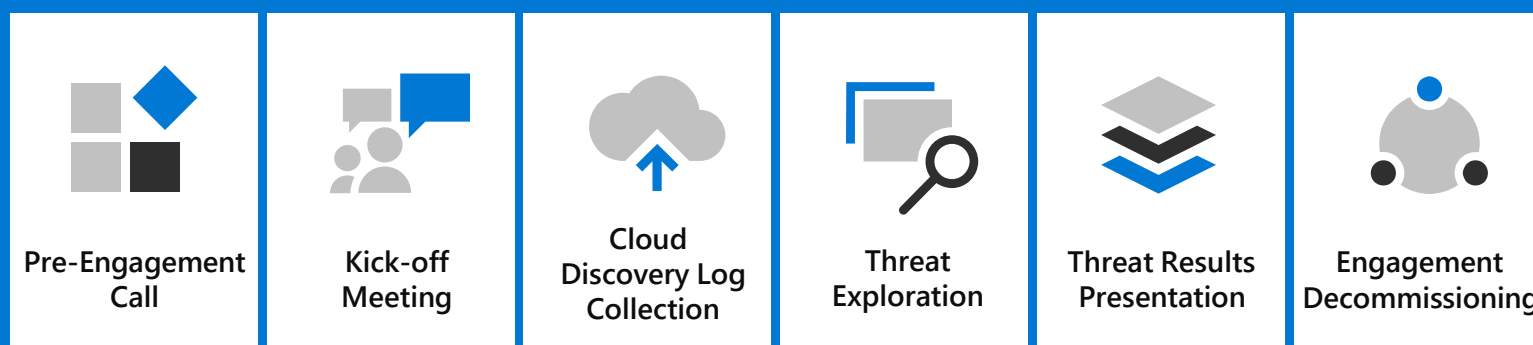 Pre-Engagement
Call
Kick-off
Meeting
Cloud
Discovery Log
Collection
Threat
Exploration
Threat Results
Presentation
Engagement
Decommissioning